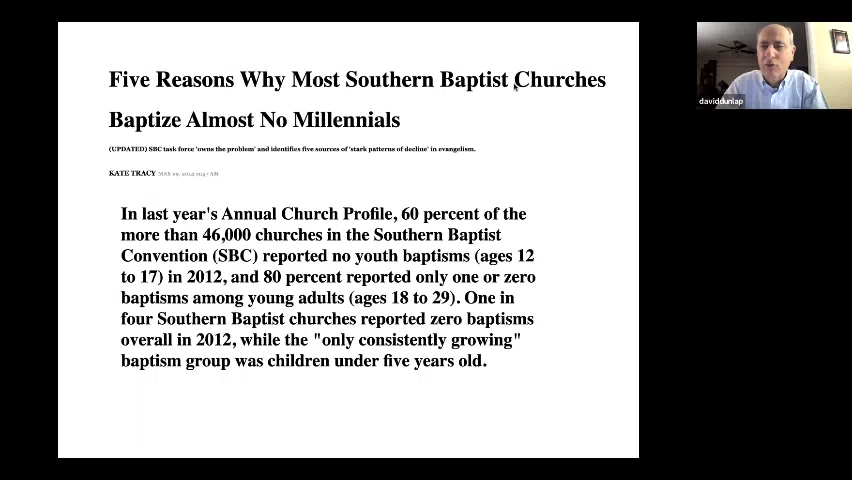 Five Reasons Why Most Southern Baptist Churches
Baptize Almost No Millennials
(UPDATED) SBC task force 'owns the problem' and identifies five sources of 'stark patterns of decline' in evangelism.
KATE TRACY
In last year's Annual Church Profile, 60 percent of the
more than 46,000 churches in the Southern Baptist
Convention (SBC) reported no youth baptisms (ages 12
to 17) in 2012, and 80 percent reported only one or zero
baptisms among young adults (ages 18 to 29). One in
four Southern Baptist churches reported zero baptisms
overall in 2012, while the "only consistently growing"
baptism group was children under five years old.
daviddunlap